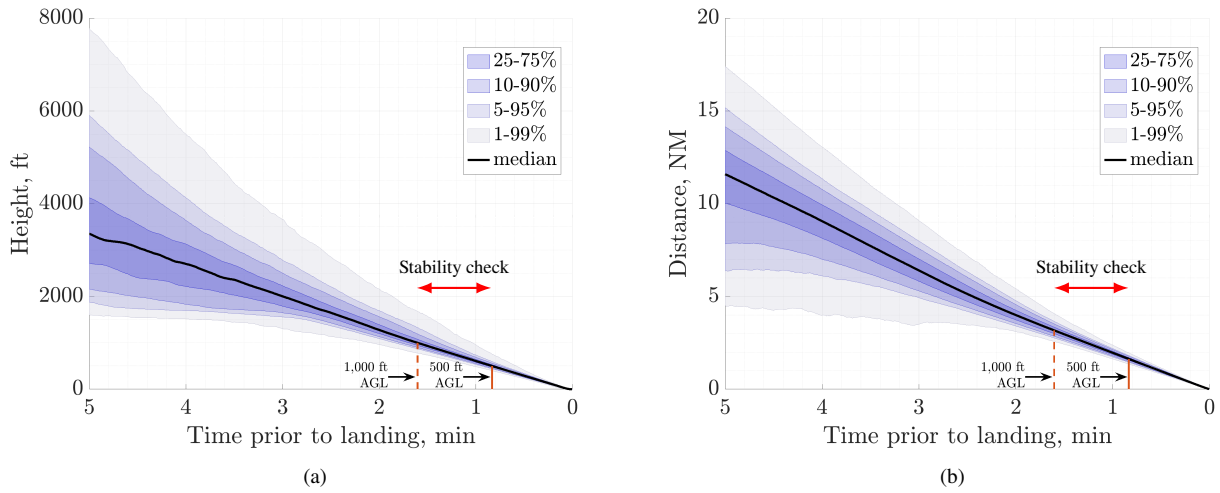 8000
6000
4000
2000
0
Height, ft
25-75%
10-90%
5-95%
1-99%
median
Stability check
1,000 ft
AGL
500 ft
AGL
5 4 3 2 1 0
Time prior to landing, min
(a)
20
15
10
5
0
Distance, NM
25-75%
10-90%
5-95%
1-99%
median
Stability check
1,000 ft
AGL
500 ft
AGL
5 4 3 2 1 0
Time prior to landing, min
(b)